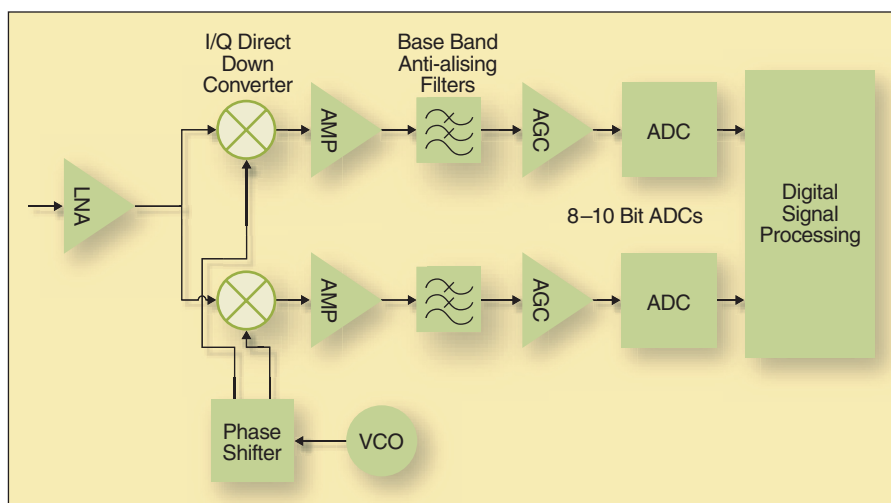 I/Q Direct
Down
Converter
Base Band
Anti-alising
Filters
LNA
AMP
AGC
ADC
8–10 Bit ADCs
Digital
Signal
Processing
AMP
AGC
ADC
Phase
Shifter
VCO